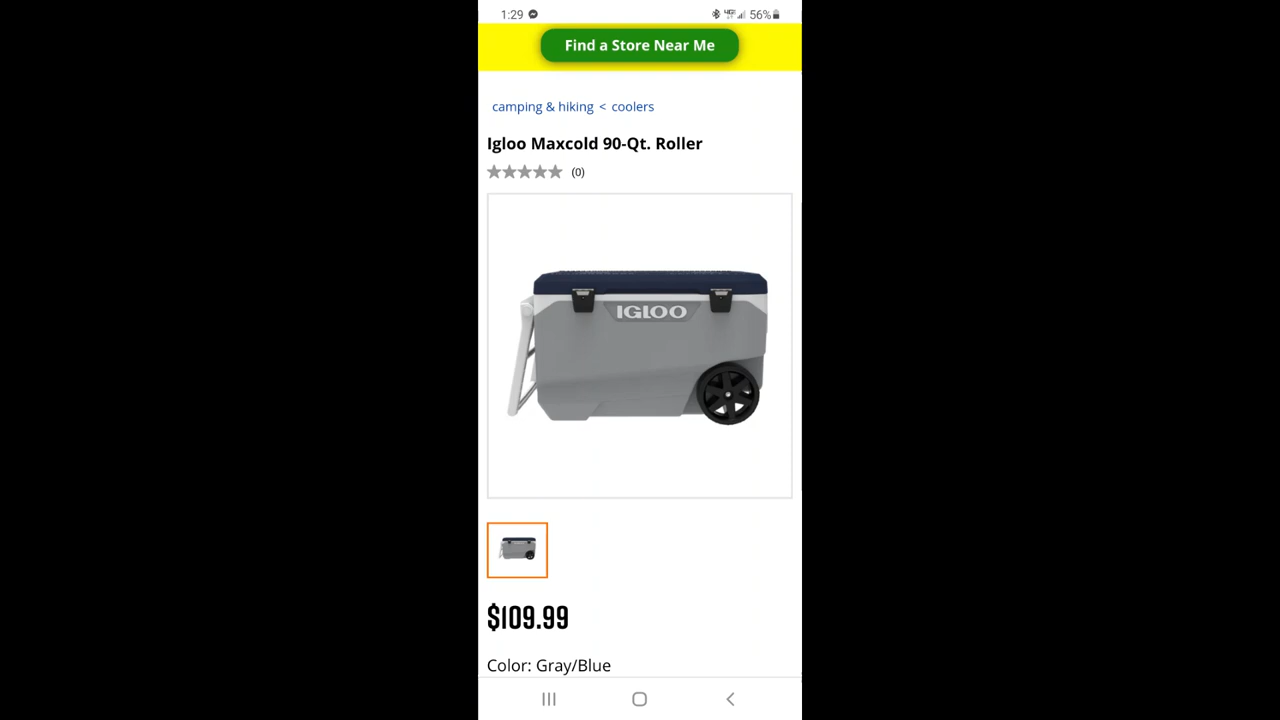 1:29 56%
Find a Store Near Me
camping & hiking < coolers
Igloo Maxcold 90-Qt. Roller
(0)
IGLOO
$109.99
Color: Gray/Blue